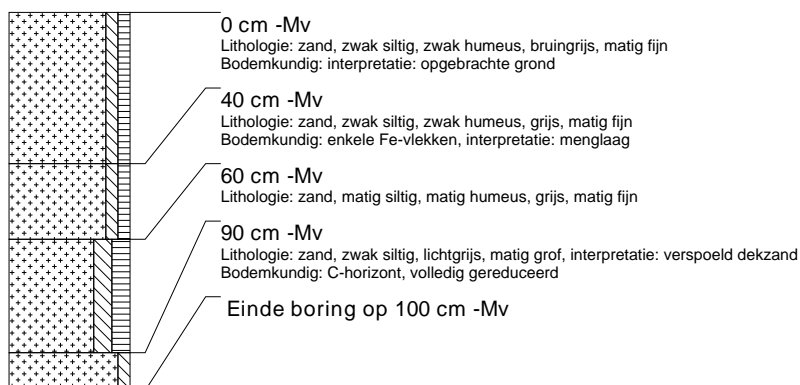 0 cm -Mv
Lithologie: zand, zwak siltig, zwak humeus, bruingrijs, matig fijn
Bodemkundig: interpretatie: opgebrachte grond
40 cm -Mv
Lithologie: zand, zwak siltig, zwak humeus, grijs, matig fijn
Bodemkundig: enkele Fe-vlekken, interpretatie: menglaag
60 cm -Mv
Lithologie: zand, matig siltig, matig humeus, grijs, matig fijn
90 cm -Mv
Lithologie: zand, zwak siltig, lichtgrijs, matig grof, interpretatie: verspoeld dekzand
Bodemkundig: C-horizont, volledig gereduceerd
Einde boring op 100 cm -Mv